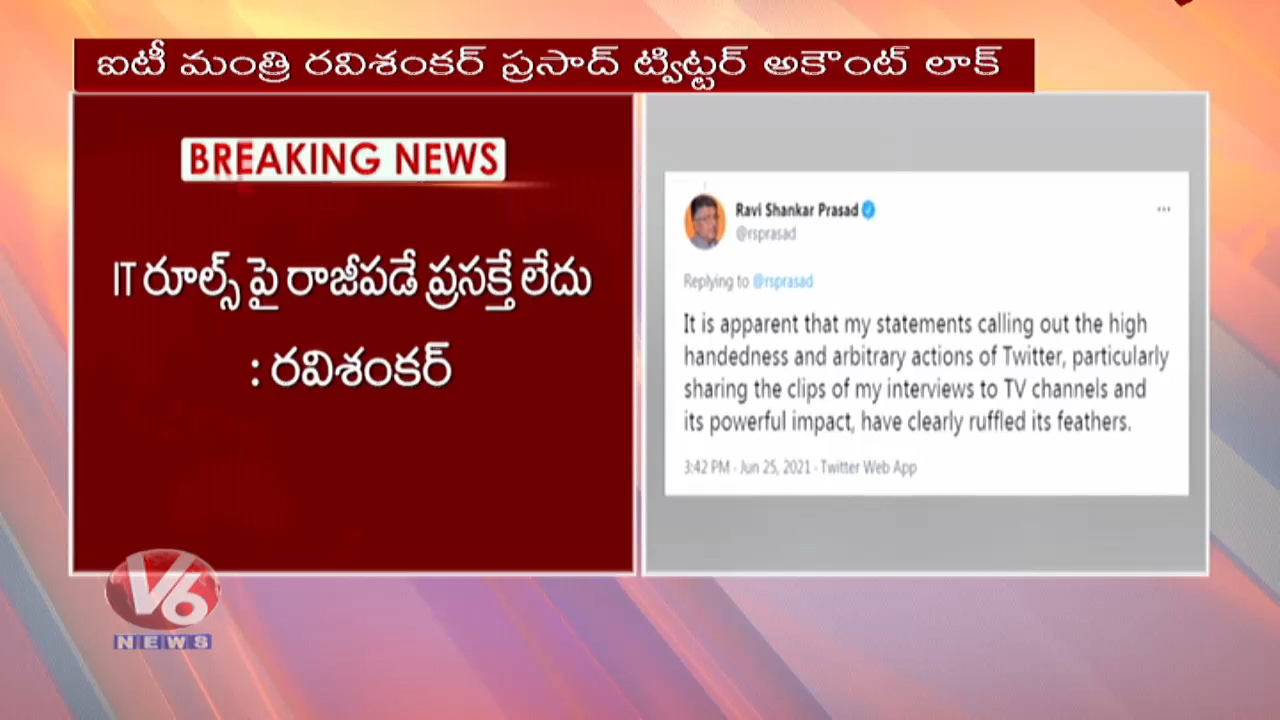 ఐటీ మంత్రి రవిశంకర్ ప్రసాద్ ట్విట్టర్ అకౌంట్ లాక్
BREAKING NEWS
IT రూల్స్ పై రాజీపడే ప్రసక్తే లేదు
: రవిశంకర్
Ravi Shankar Prasad
@rsprasad
Replying to @rsprasad
It is apparent that my statements calling out the high
handedness and arbitrary actions of Twitter, particularly
sharing the clips of my interviews to TV channels and
its powerful impact, have clearly ruffled its feathers.
3:42 PM · Jun 25, 2021 · Twitter Web App
V6
NEWS